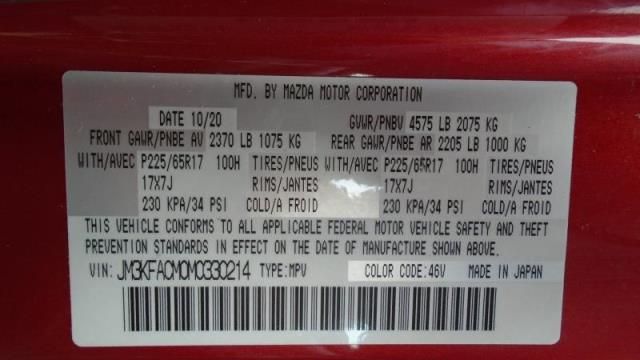 MFD. BY MAZDA MOTOR CORPORATION
DATE 10/20 GVWR/PNBV 4575 LB 2075 KG
FRONT GAWR/PNBE AV 2370 LB 1075 KG REAR GAWR/PNBE AR 2205 LB 1000 KG
WITH/AVEC P225/65R17 100H TIRES/PNEUS P225/65R17 100H TIRES/PNEUS
17X7J RIMS/JANTES 17X7J RIMS/JANTES
230 KPA/34 PSI COLD/A FROID 230 KPA/34 PSI COLD/A FROID
THIS VEHICLE CONFORMS TO ALL APPLICABLE FEDERAL MOTOR VEHICLE SAFETY AND THEFT
PREVENTION STANDARDS IN EFFECT ON THE DATE OF MANUFACTURE SHOWN ABOVE.
VIN: JM3KFACM0M0330214 TYPE:MPV COLOR CODE:46V MADE IN JAPAN